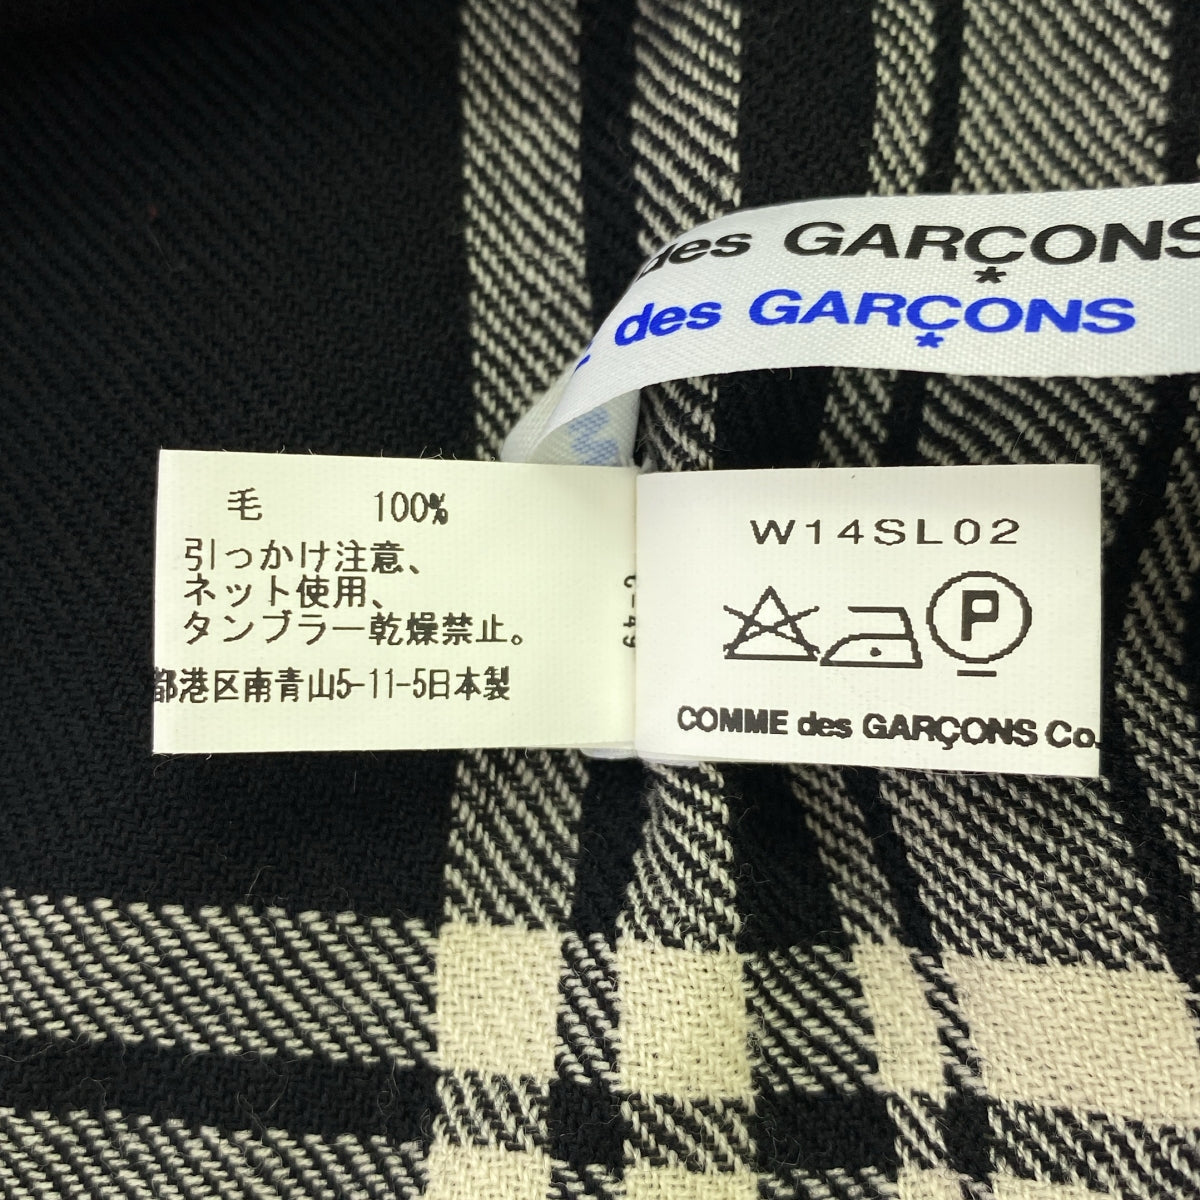 des GARÇONS
des GARÇONS
毛 100%
引っかけ注意、
ネット使用、
タンブラー乾燥禁止。
都港区南青山5-11-5日本製
W14SL02
P
COMME des GARÇONS Co.